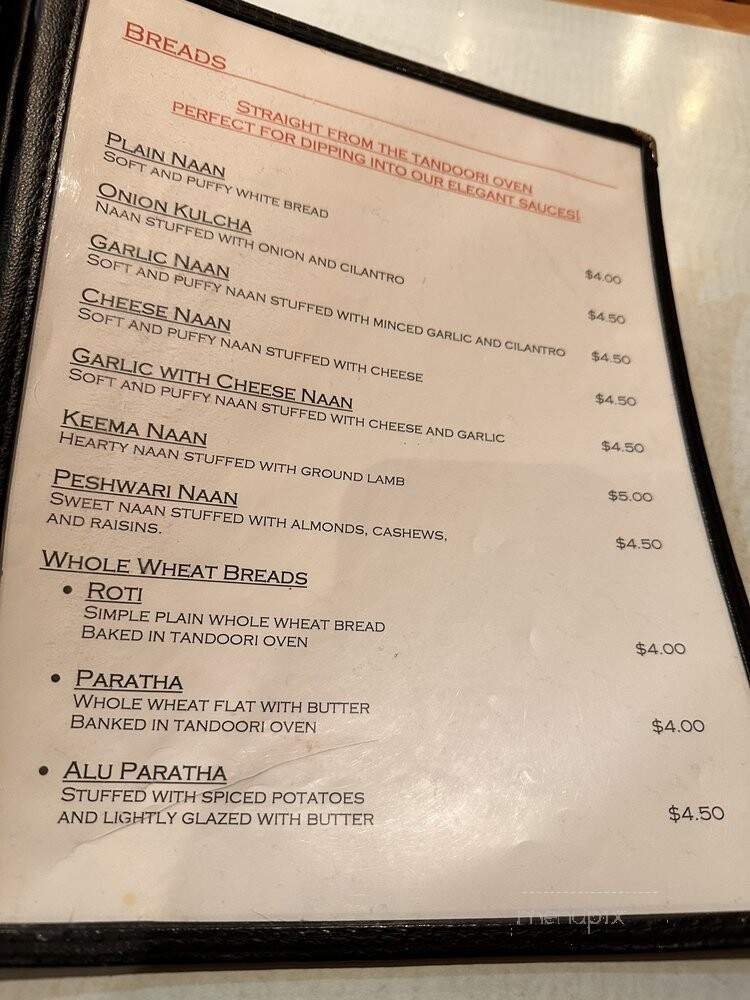 BREADS
STRAIGHT FROM THE TANDOORI OVEN
PERFECT FOR DIPPING INTO OUR ELEGANT SAUCES!
PLAIN NAAN
SOFT AND PUFFY WHITE BREAD $4.00
ONION KULCHA
NAAN STUFFED WITH ONION AND CILANTRO $4.50
GARLIC NAAN
SOFT AND PUFFY NAAN STUFFED WITH MINCED GARLIC AND CILANTRO $4.50
CHEESE NAAN
SOFT AND PUFFY NAAN STUFFED WITH CHEESE $4.50
GARLIC WITH CHEESE NAAN
SOFT AND PUFFY NAAN STUFFED WITH CHEESE AND GARLIC $4.50
KEEMA NAAN
HEARTY NAAN STUFFED WITH GROUND LAMB $5.00
PESHWARI NAAN
SWEET NAAN STUFFED WITH ALMONDS, CASHEWS,
AND RAISINS. $4.50
WHOLE WHEAT BREADS
• ROTI
SIMPLE PLAIN WHOLE WHEAT BREAD
BAKED IN TANDOORI OVEN $4.00
• PARATHA
WHOLE WHEAT FLAT WITH BUTTER
BANKED IN TANDOORI OVEN $4.00
• ALU PARATHA
STUFFED WITH SPICED POTATOES
AND LIGHTLY GLAZED WITH BUTTER $4.50
menupix